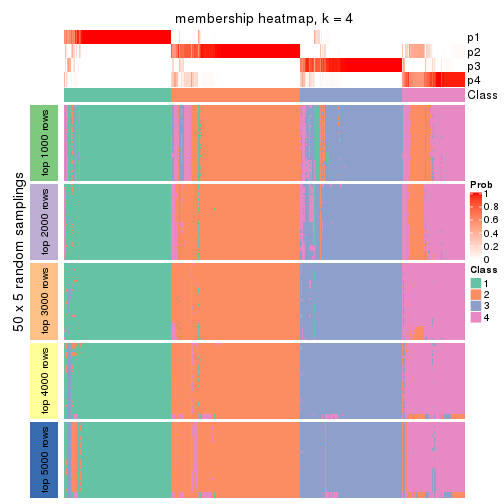 membership heatmap, k = 4
p1
p2
p3
p4
Class
50 x 5 random samplings
top 1000 rows
top 2000 rows
top 3000 rows
top 4000 rows
top 5000 rows
Prob
1
0.8
0.6
0.4
0.2
0
Class
1
2
3
4